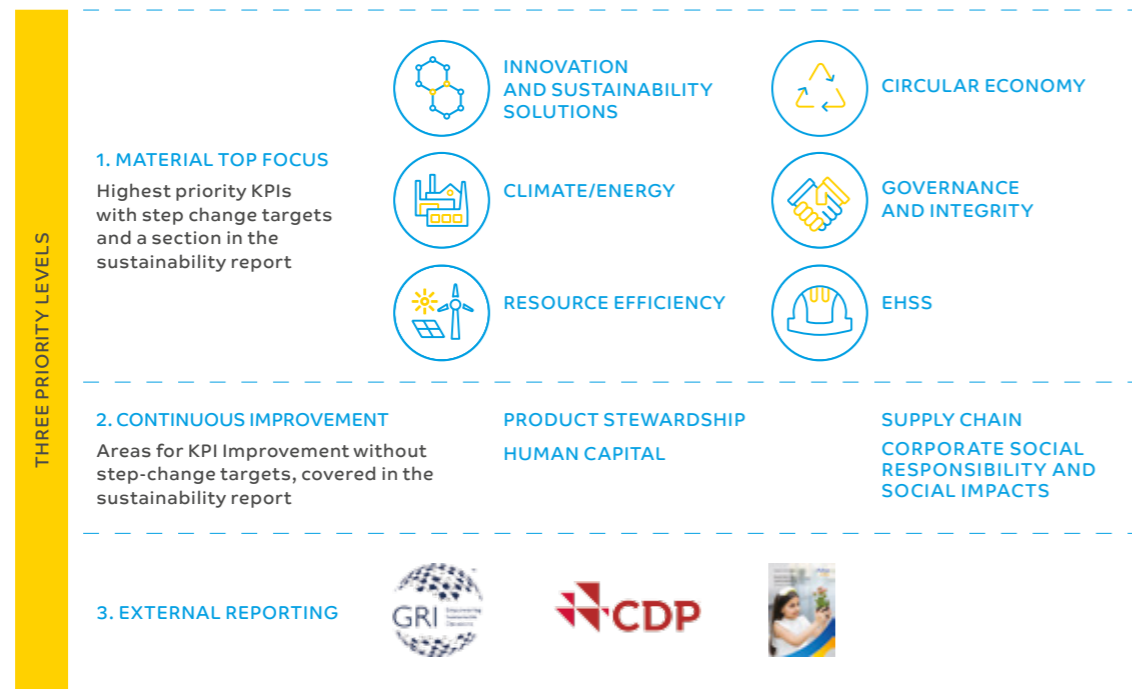 THREE PRIORITY LEVELS
1. MATERIAL TOP FOCUS
Highest priority KPIs
with step change targets
and a section in the
sustainability report
INNOVATION
AND SUSTAINABILITY
SOLUTIONS
CIRCULAR ECONOMY
CLIMATE/ENERGY
GOVERNANCE
AND INTEGRITY
RESOURCE EFFICIENCY
EHSS
2. CONTINUOUS IMPROVEMENT
Areas for KPI Improvement without
step-change targets, covered in the
sustainability report
PRODUCT STEWARDSHIP
HUMAN CAPITAL
SUPPLY CHAIN
CORPORATE SOCIAL
RESPONSIBILITY AND
SOCIAL IMPACTS
3. EXTERNAL REPORTING
GRI
CDP